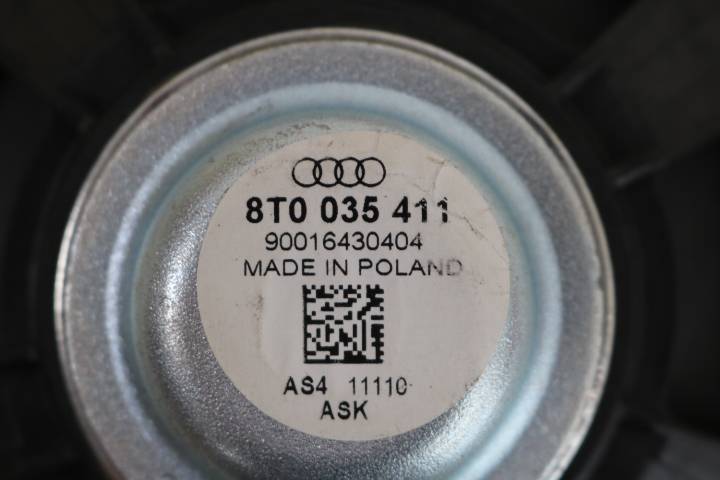 8T0 035 411
90016430404
MADE IN POLAND
AS4 11110
ASK